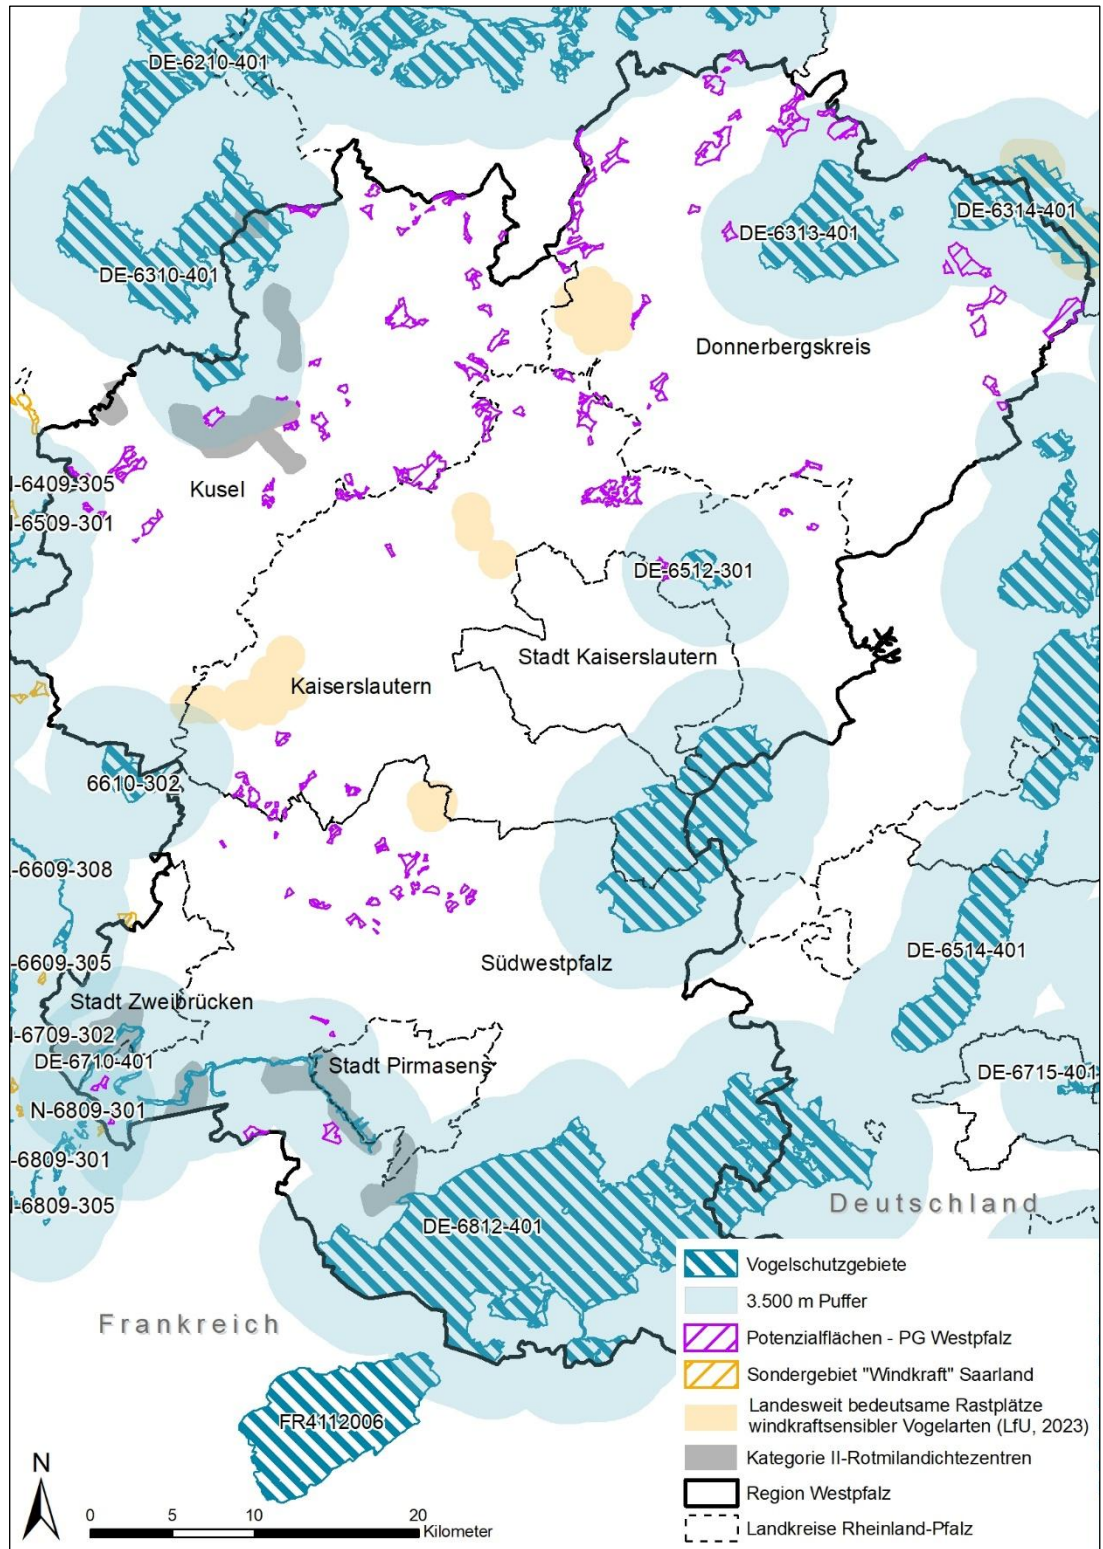 DE-6210-401
DE-6314-401
DE-6313-401
DE-6310-401
Donnerbergskreis
-6409-305
Kusel
-6509-301
DE-6512-301
Stadt Kaiserslautern
Kaiserslautern
6610-302
-6609-308
DE-6514-401
Südwestpfalz
-6609-305
Stadt Zweibrücken
-6709-302
DE-6710-401
Stadt Pirmasens
DE-6715-401
N-6809-301
-6809-301
-6809-305
Deutschland
DE-6812-401
Frankreich
FR4112006
Vogelschutzgebiete
3.500 m Puffer
Potenzialflächen - PG Westpfalz
Sondergebiet "Windkraft" Saarland
Landesweit bedeutsame Rastplätze
windkraftsensibler Vogelarten (LfU, 2023)
Kategorie II-Rotmilandichtezentren
Region Westpfalz
Landkreise Rheinland-Pfalz
N
0 5 10 20
Kilometer